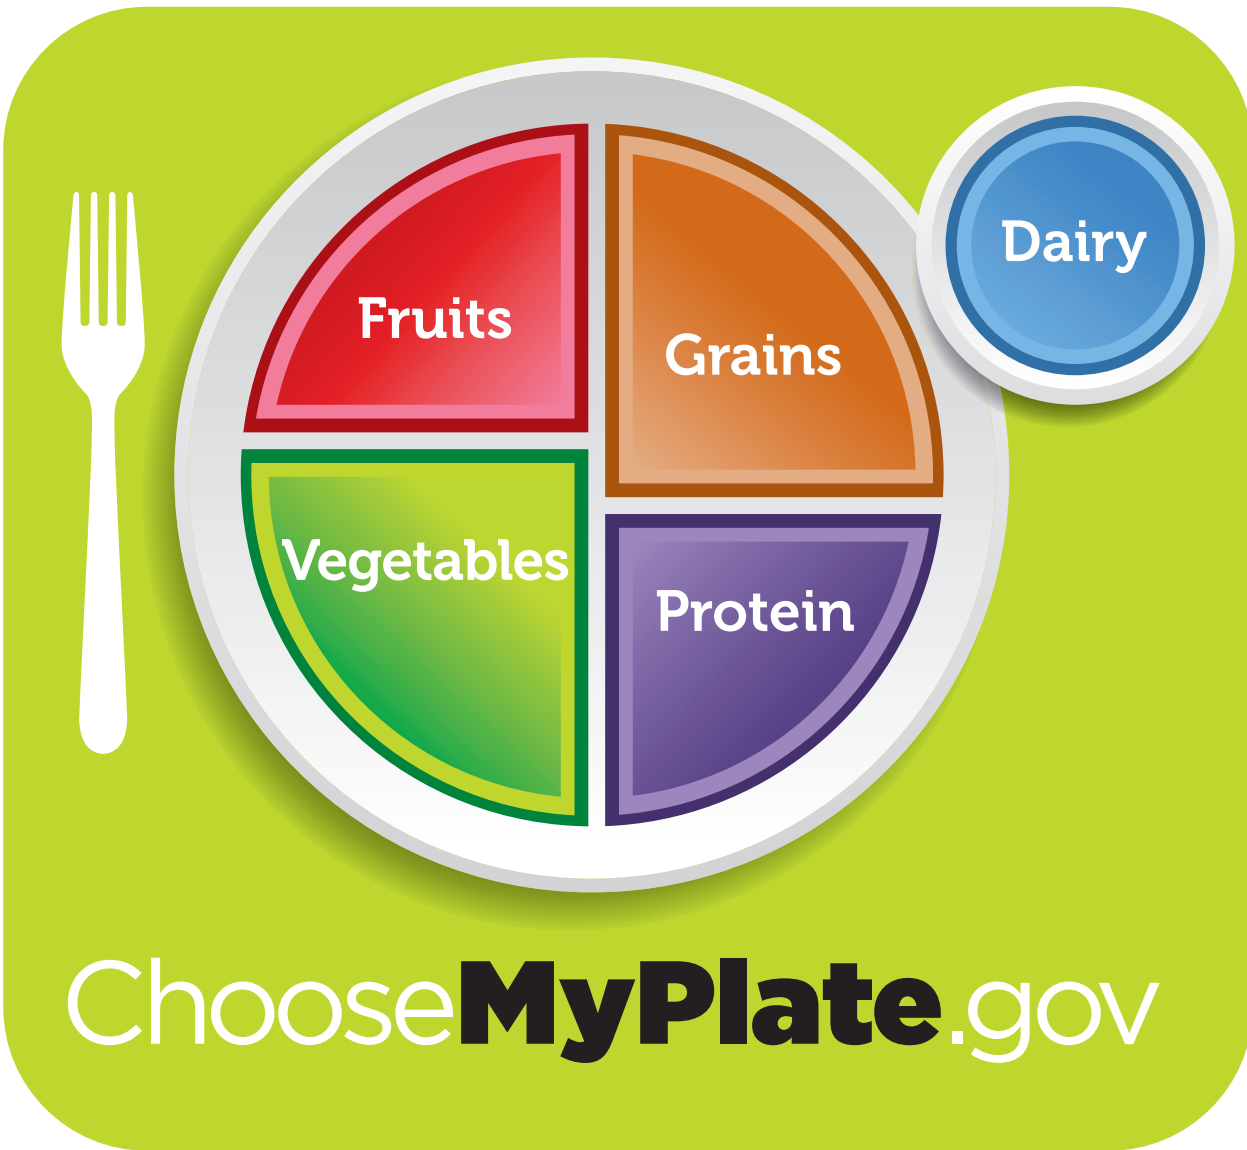 Fruits
Grains
Dairy
Vegetables
Protein
ChooseMyPlate.gov